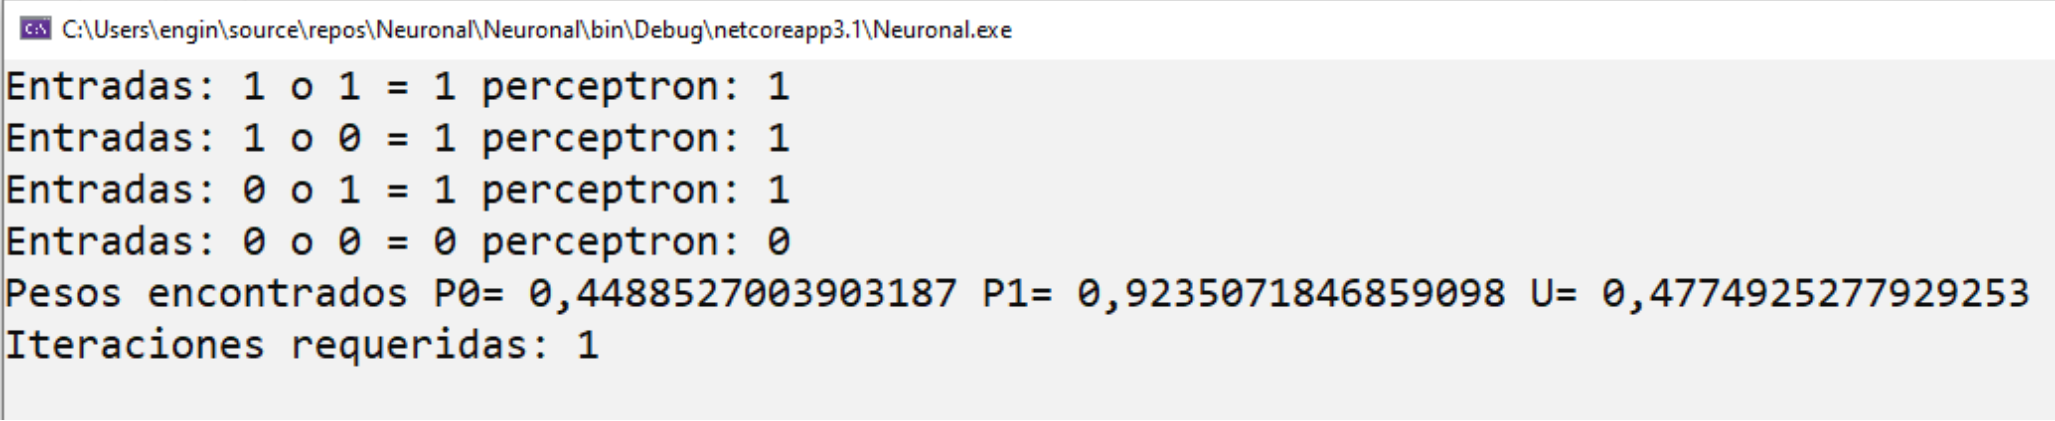 C:\Users\engin\source\repos\Neuronal\Neuronal\bin\Debug\netcoreapp3.1\Neuronal.exe
Entradas: 1 o 1 = 1 perceptron: 1
Entradas: 1 o 0 = 1 perceptron: 1
Entradas: 0 o 1 = 1 perceptron: 1
Entradas: 0 o 0 = 0 perceptron: 0
Pesos encontrados P0= 0,4488527003903187 P1= 0,9235071846859098 U= 0,4774925277929253
Iteraciones requeridas: 1